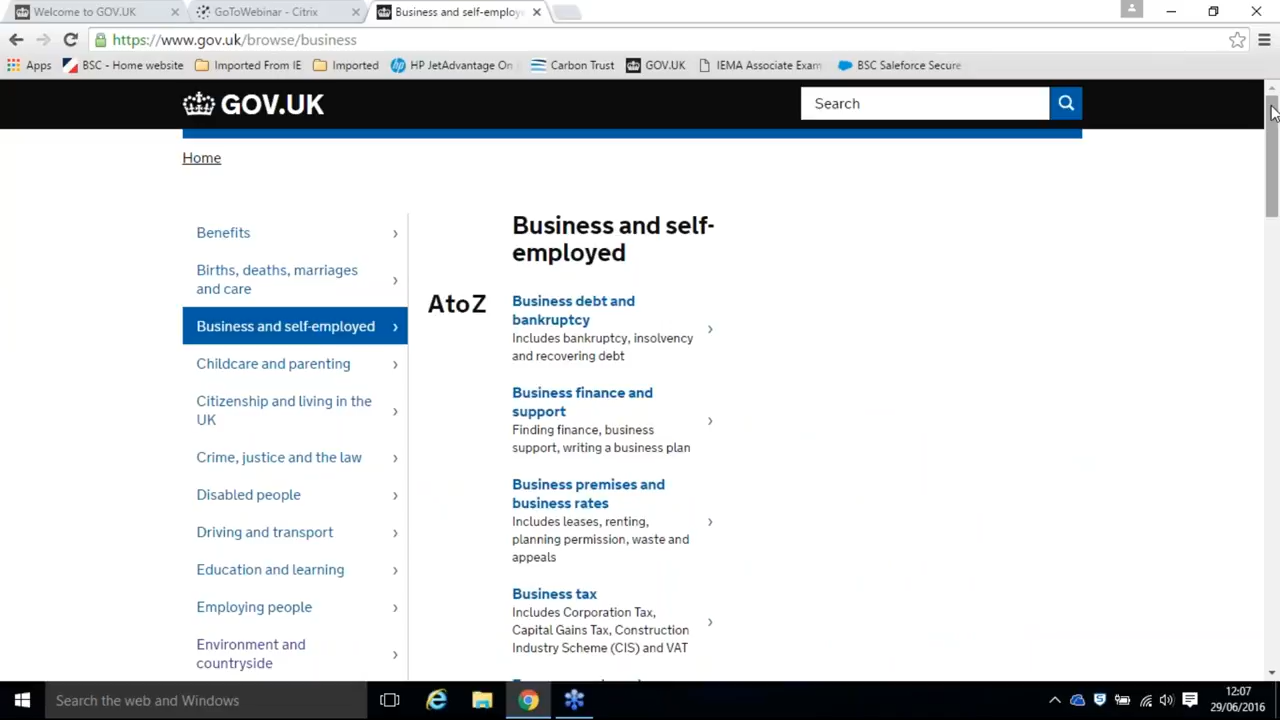 Welcome to GOV.UK
GoToWebinar - Citrix
Business and self-employ
https://www.gov.uk/browse/business
Apps
BSC - Home website
Imported From IE
Imported
HP JetAdvantage On
Carbon Trust
GOV.UK
IEMA Associate Exam
BSC Saleforce Secure
GOV.UK
Search
Home
Benefits
Births, deaths, marriages
and care
Business and self-employed
Childcare and parenting
Citizenship and living in the
UK
Crime, justice and the law
Disabled people
Driving and transport
Education and learning
Employing people
Environment and
countryside
A to Z
Business and self-
employed
Business debt and
bankruptcy
Includes bankruptcy, insolvency
and recovering debt
Business finance and
support
Finding finance, business
support, writing a business plan
Business premises and
business rates
Includes leases, renting,
planning permission, waste and
appeals
Business tax
Includes Corporation Tax,
Capital Gains Tax, Construction
Industry Scheme (CIS) and VAT
Search the web and Windows
12:07
29/06/2016